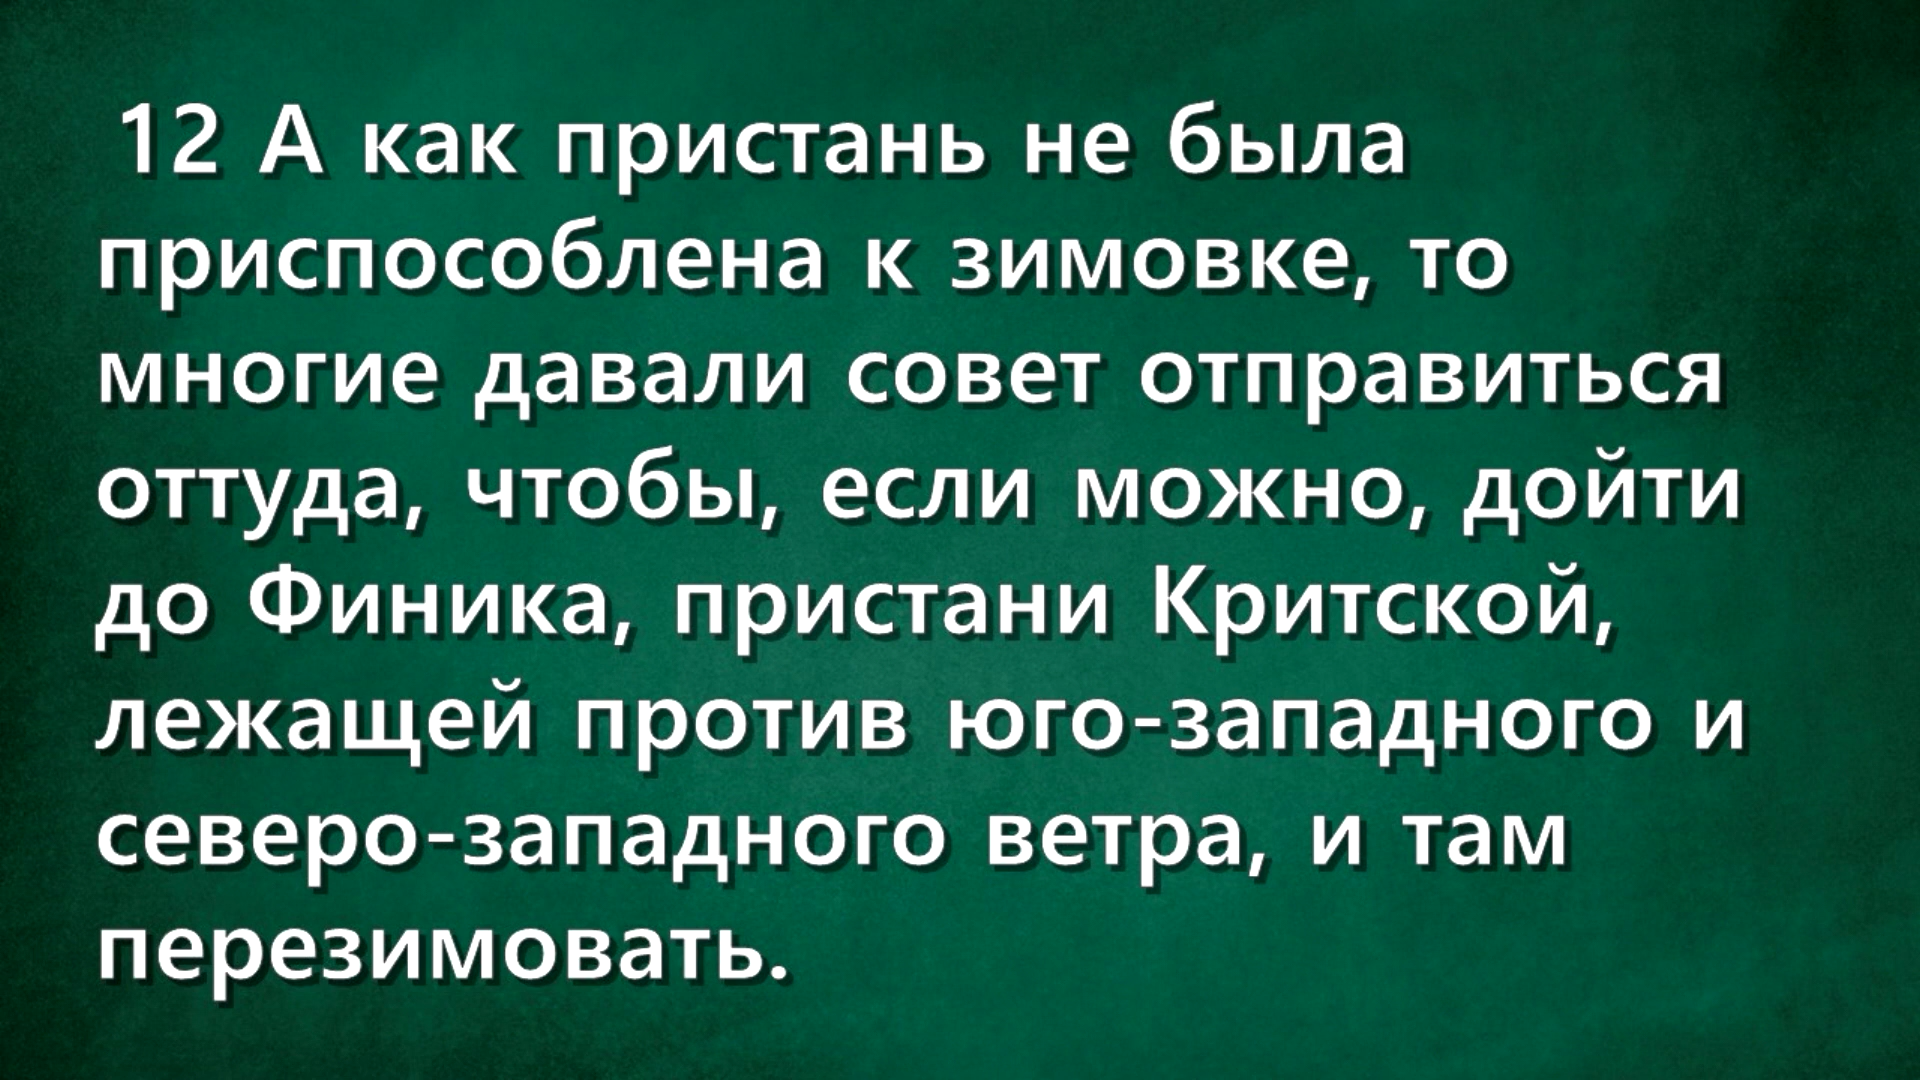 12 А как пристань не была
приспособлена к зимовке, то
многие давали совет отправиться
оттуда, чтобы, если можно, дойти
до Финика, пристани Критской,
лежащей против юго-западного и
северо-западного ветра, и там
перезимовать.